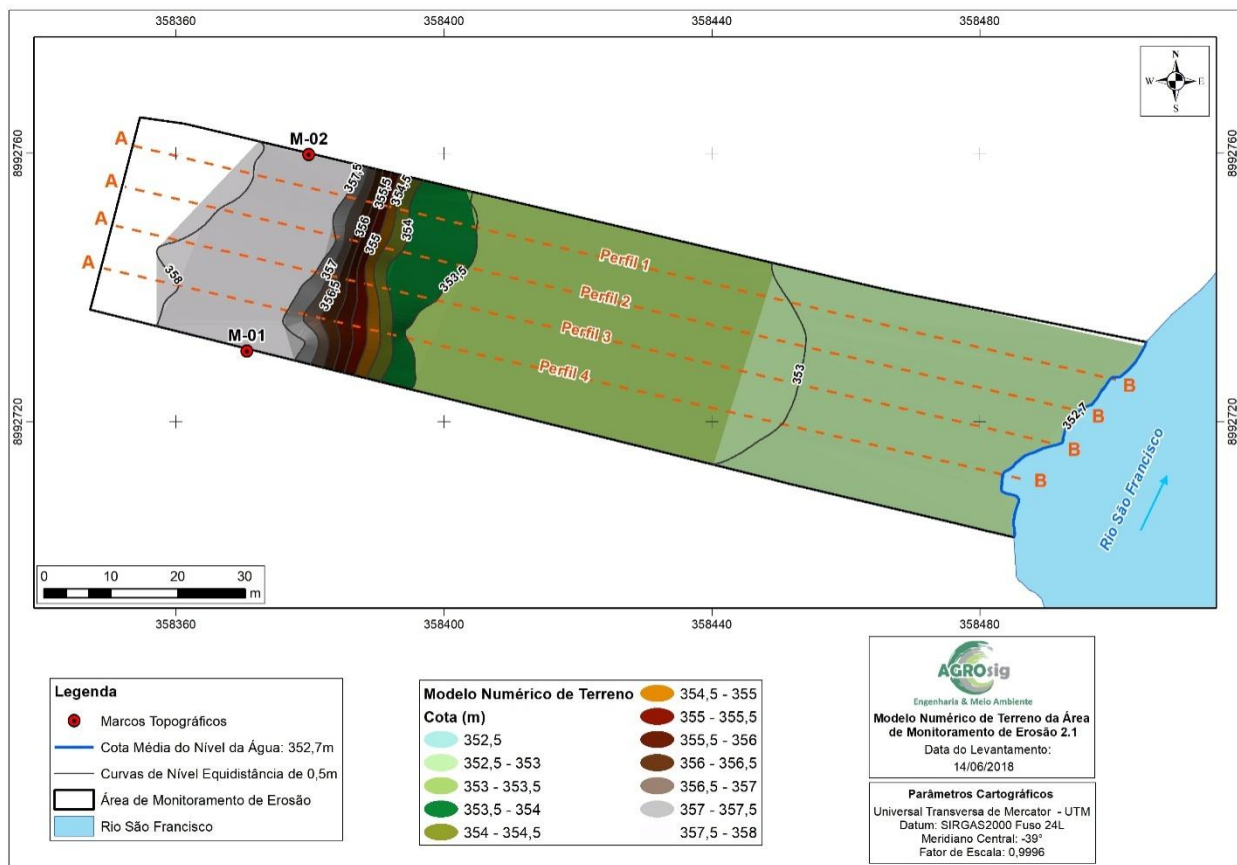 358360
358400
358440
358480
8992760
8992720
8992760
8992720
N
W
E
S
A
A
A
A
M-02
M-01
358
357,5
357
356,5
356
355,5
355
354,5
354
353,5
353
352,7
Perfil 1
Perfil 2
Perfil 3
Perfil 4
B
B
B
B
Rio São Francisco
0
10
20
30
m
358360
358400
358440
358480
Legenda
Marcos Topográficos
Cota Média do Nível da Água: 352,7m
Curvas de Nível Equidistância de 0,5m
Área de Monitoramento de Erosão
Rio São Francisco
Modelo Numérico de Terreno
Cota (m)
352,5
352,5 - 353
353 - 353,5
353,5 - 354
354 - 354,5
354,5 - 355
355 - 355,5
355,5 - 356
356 - 356,5
356,5 - 357
357 - 357,5
357,5 - 358
AGROsig
Engenharia & Meio Ambiente
Modelo Numérico de Terreno da Área
de Monitoramento de Erosão 2.1
Data do Levantamento:
14/06/2018
Parâmetros Cartográficos
Universal Transversa de Mercator - UTM
Datum: SIRGAS2000 Fuso 24L
Meridiano Central: -39°
Fator de Escala: 0,9996